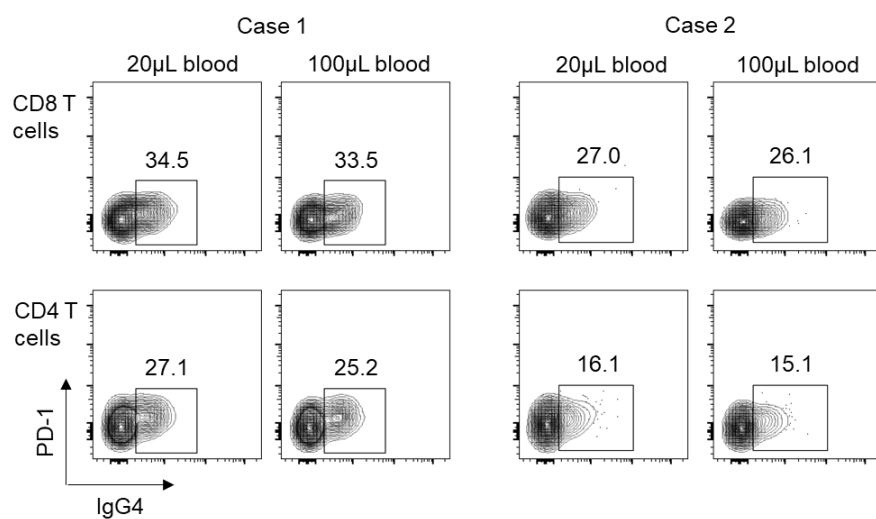 Case 1
Case 2
20µL blood
100µL blood
20µL blood
100µL blood
CD8 T
cells
34.5
33.5
27.0
26.1
CD4 T
cells
27.1
25.2
16.1
15.1
PD-1
IgG4